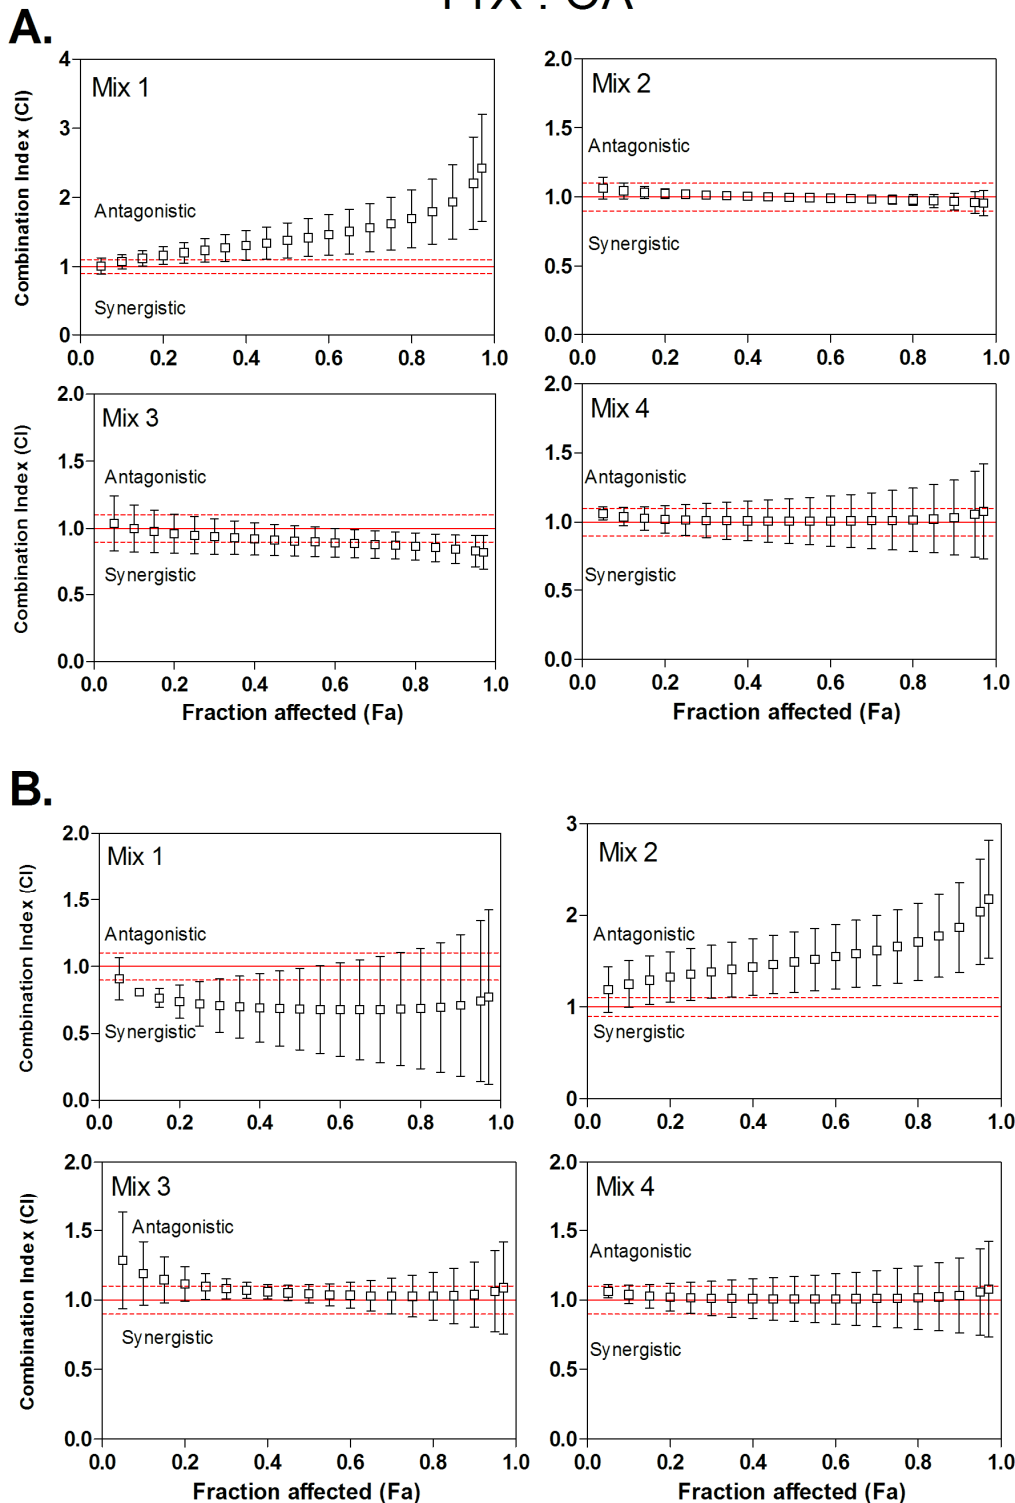 A.
Mix 1
Antagonistic
Synergistic
Combination Index (CI)
4
3
2
1
0
0.0 0.2 0.4 0.6 0.8 1.0
Mix 2
Antagonistic
Synergistic
2.0
1.5
1.0
0.5
0.0
0.0 0.2 0.4 0.6 0.8 1.0
Mix 3
Antagonistic
Synergistic
Combination Index (CI)
2.0
1.5
1.0
0.5
0.0
0.0 0.2 0.4 0.6 0.8 1.0
Fraction affected (Fa)
Mix 4
Antagonistic
Synergistic
2.0
1.5
1.0
0.5
0.0
0.0 0.2 0.4 0.6 0.8 1.0
Fraction affected (Fa)
B.
Mix 1
Antagonistic
Synergistic
Combination Index (CI)
2.0
1.5
1.0
0.5
0.0
0.0 0.2 0.4 0.6 0.8 1.0
Mix 2
Antagonistic
Synergistic
3
2
1
0
0.0 0.2 0.4 0.6 0.8 1.0
Mix 3
Antagonistic
Synergistic
Combination Index (CI)
2.0
1.5
1.0
0.5
0.0
0.0 0.2 0.4 0.6 0.8 1.0
Fraction affected (Fa)
Mix 4
Antagonistic
Synergistic
2.0
1.5
1.0
0.5
0.0
0.0 0.2 0.4 0.6 0.8 1.0
Fraction affected (Fa)